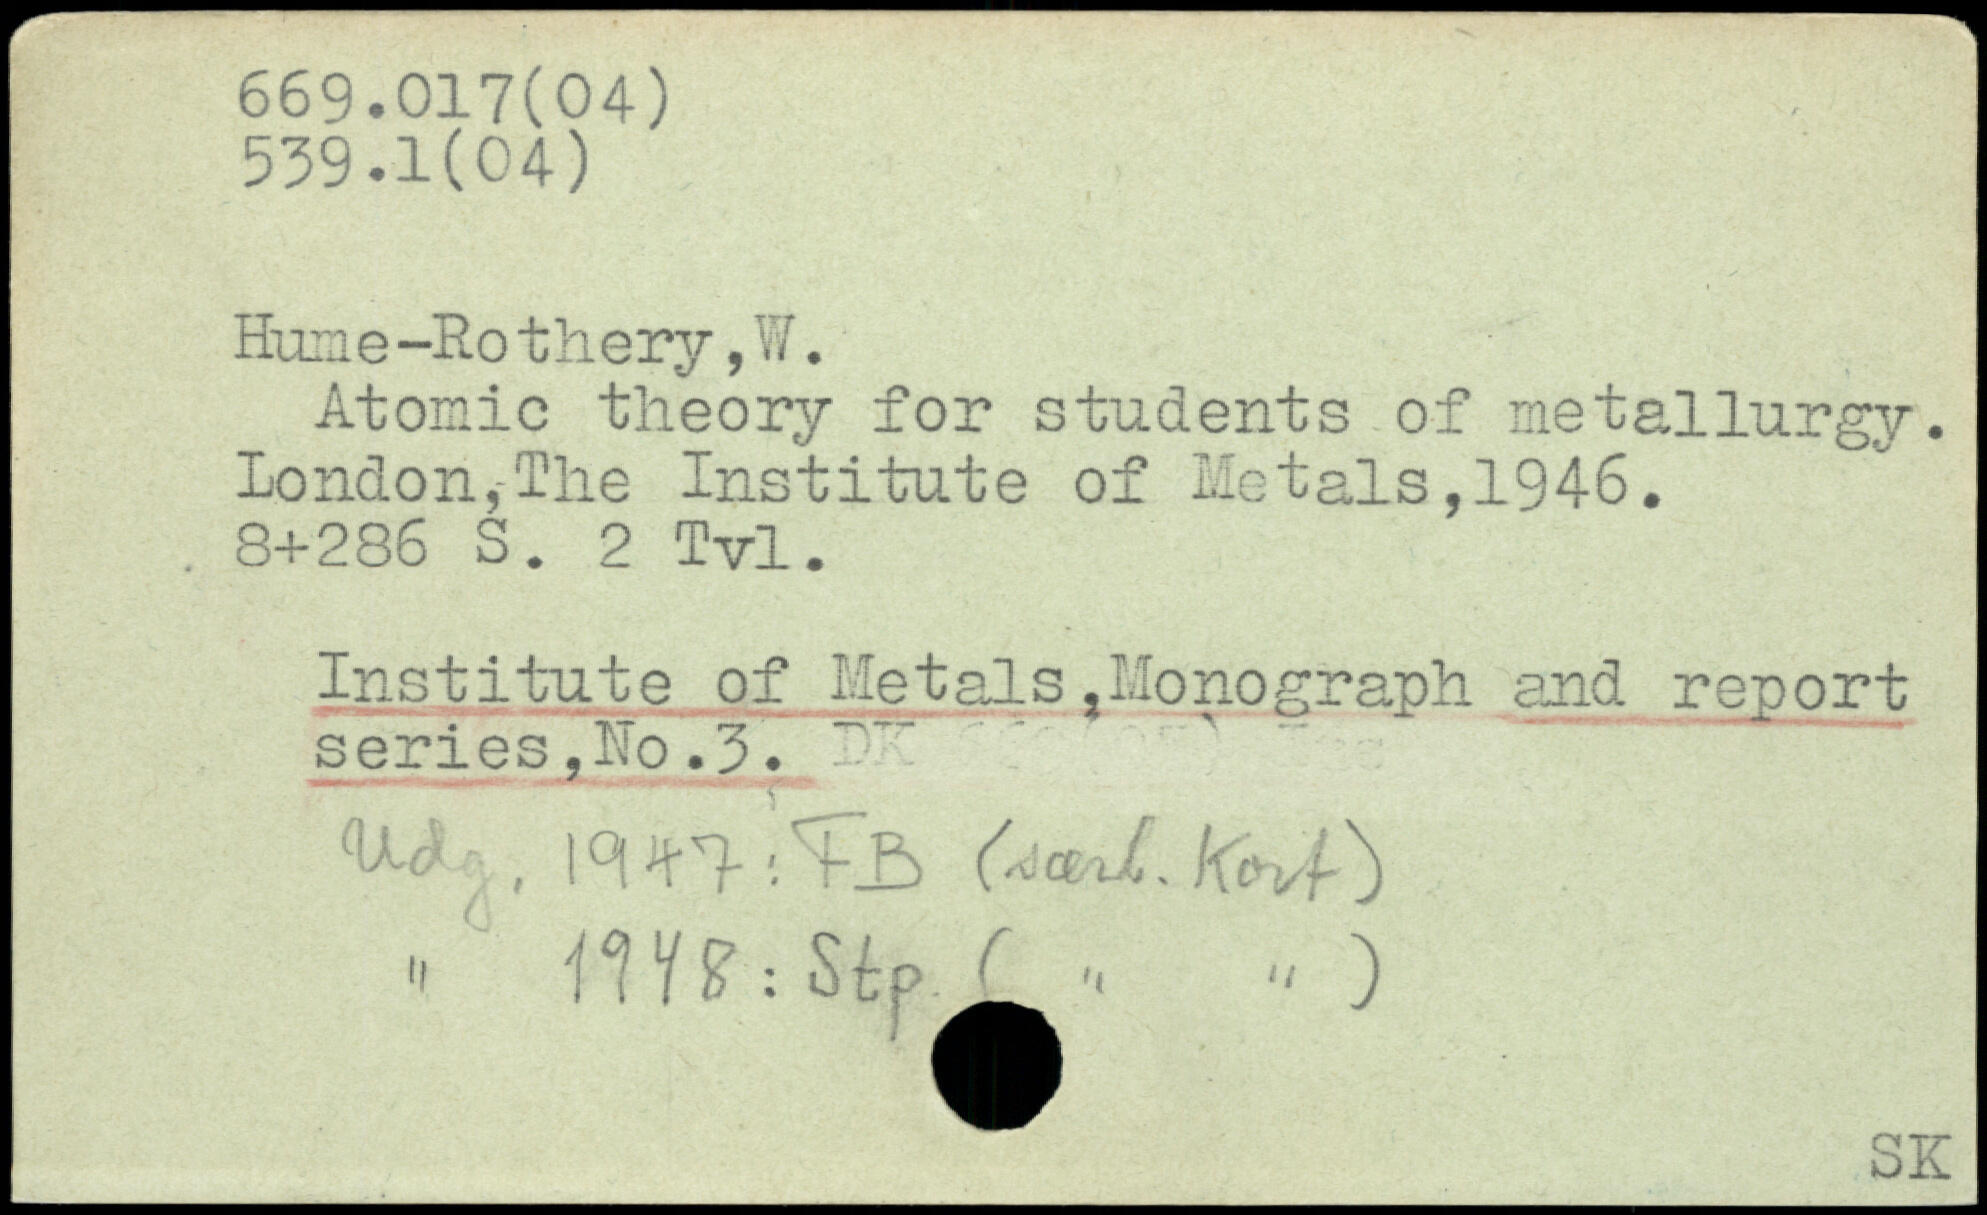 669.017(04)
539.1(04)
Hume-Rothery,W.
Atomic theory for students of metallurgy.
London,The Institute of Metals,1946.
8+286 S. 2 Tvl.
Institute of Metals,Monograph and report
series,No.3. DK
Udg. 1947: FB (særl. Kort)
" 1948: Stp. ( " " )
SK